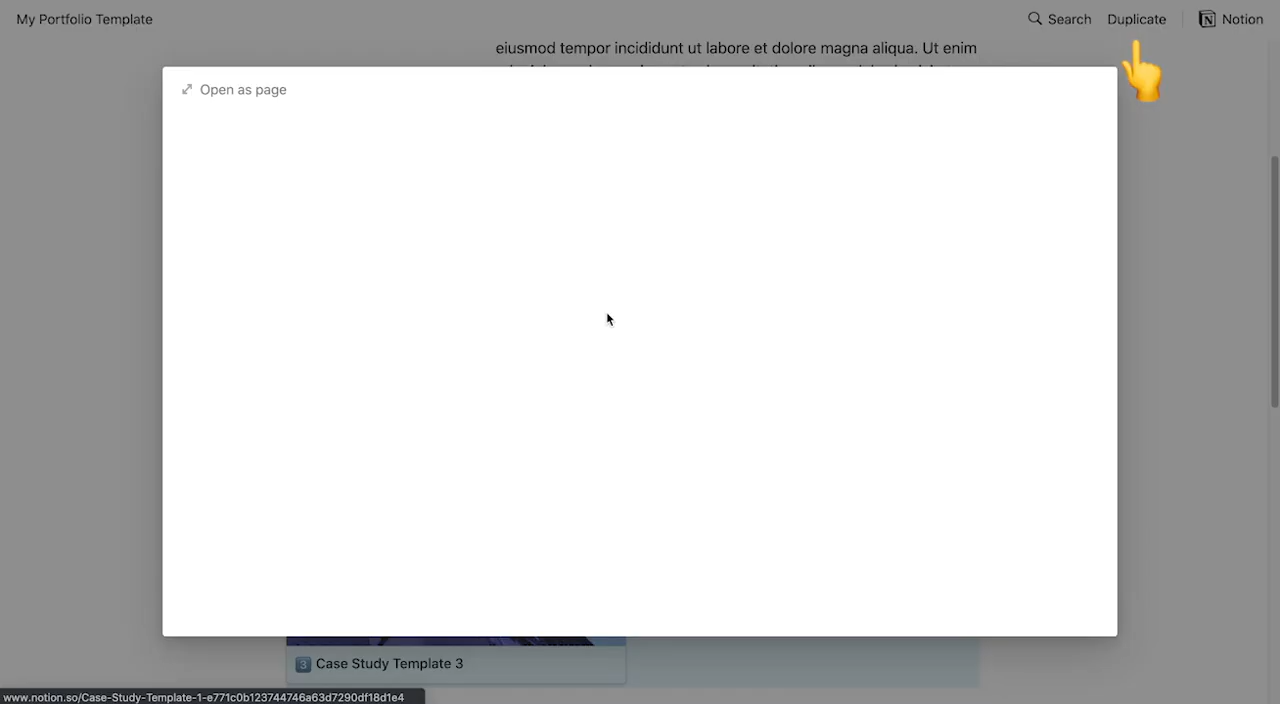 My Portfolio Template
Search Duplicate Notion
eiusmod tempor incididunt ut labore et dolore magna aliqua. Ut enim
Open as page
3 Case Study Template 3
www.notion.so/Case-Study-Template-1-e771c0b123744746a63d7290df18d1e4